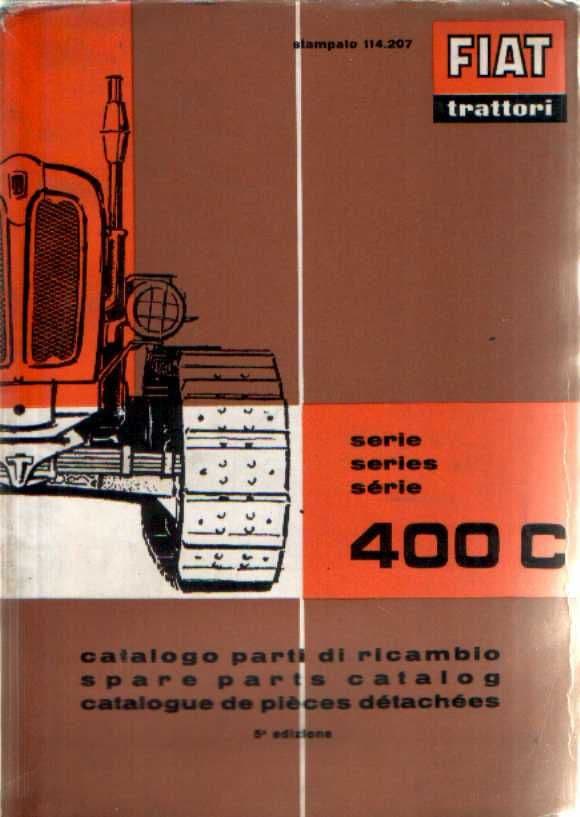 stampato 114.207
FIAT
trattori
serie
series
série
400 C
catalogo parti di ricambio
spare parts catalog
catalogue de pièces détachées
5ª edizione